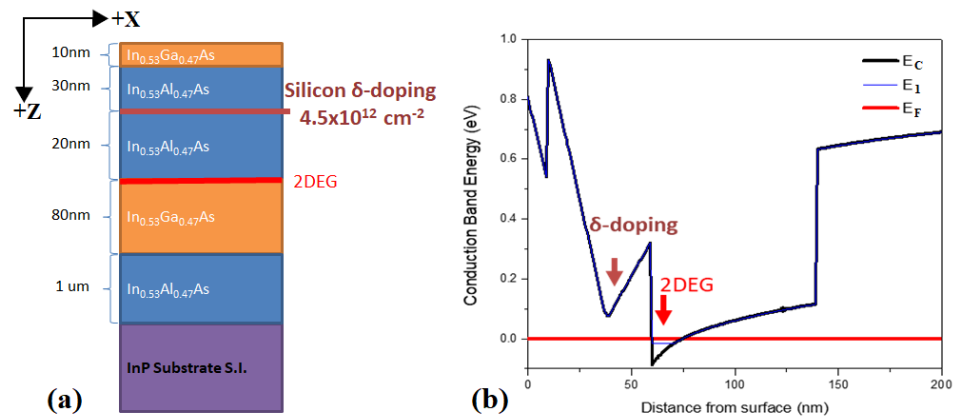 (a)
+X
+Z
10nm
In0.53Ga0.47As
30nm
In0.53Al0.47As
Silicon δ-doping
4.5x10¹² cm⁻²
20nm
In0.53Al0.47As
2DEG
80nm
In0.53Ga0.47As
1 um
In0.53Al0.47As
InP Substrate S.I.
(b)
Conduction Band Energy (eV)
1.0
0.8
0.6
0.4
0.2
0.0
EC
E1
EF
δ-doping
2DEG
0
50
100
150
200
Distance from surface (nm)